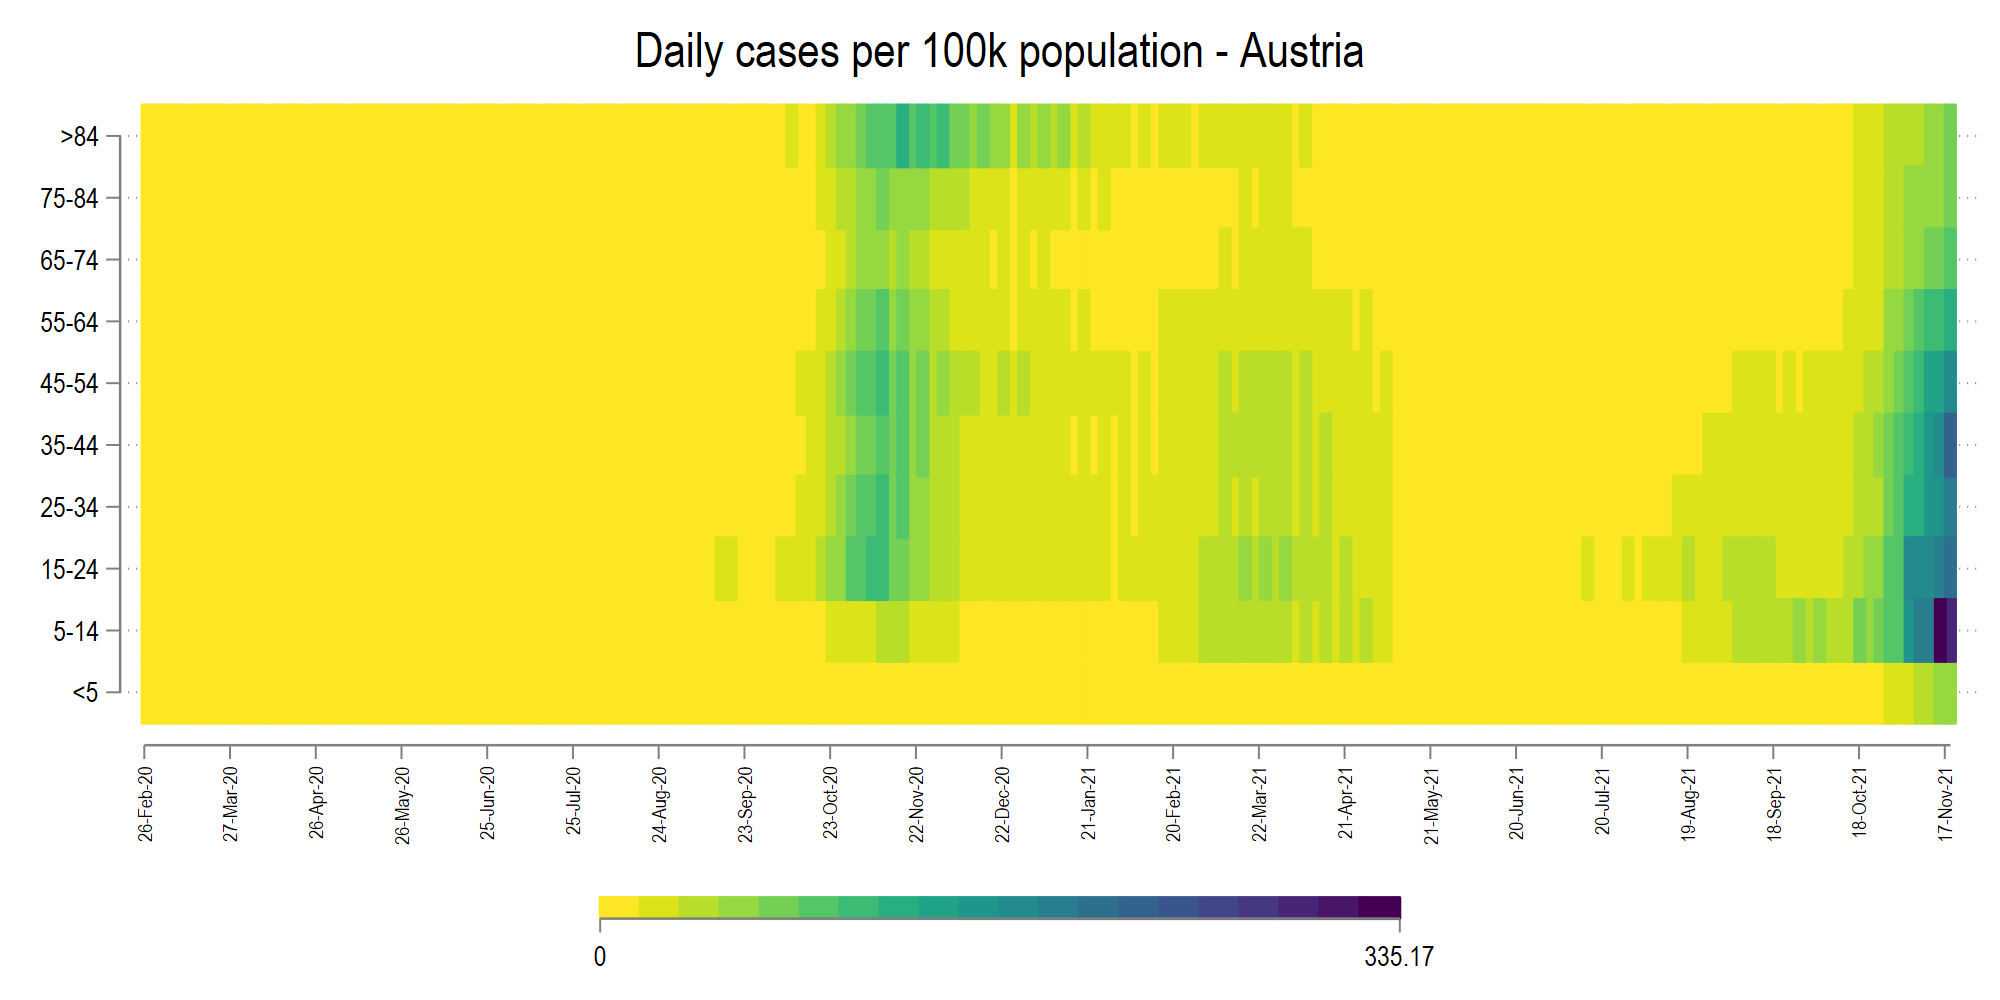 Daily cases per 100k population - Austria
>84
75-84
65-74
55-64
45-54
35-44
25-34
15-24
5-14
<5
26-Feb-20
27-Mar-20
26-Apr-20
26-May-20
25-Jun-20
25-Jul-20
24-Aug-20
23-Sep-20
23-Oct-20
22-Nov-20
22-Dec-20
21-Jan-21
20-Feb-21
22-Mar-21
21-Apr-21
21-May-21
20-Jun-21
20-Jul-21
19-Aug-21
18-Sep-21
18-Oct-21
17-Nov-21
0
335.17